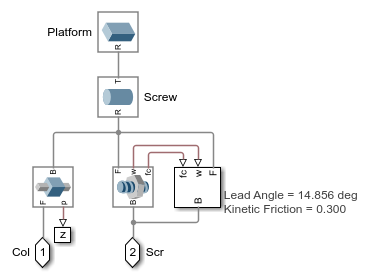 Platform
R
T
Screw
R
B
F
w
fc
fc
w
F
F
p
B
B
z
Lead Angle = 14.856 deg
Kinetic Friction = 0.300
Col
1
2
Scr